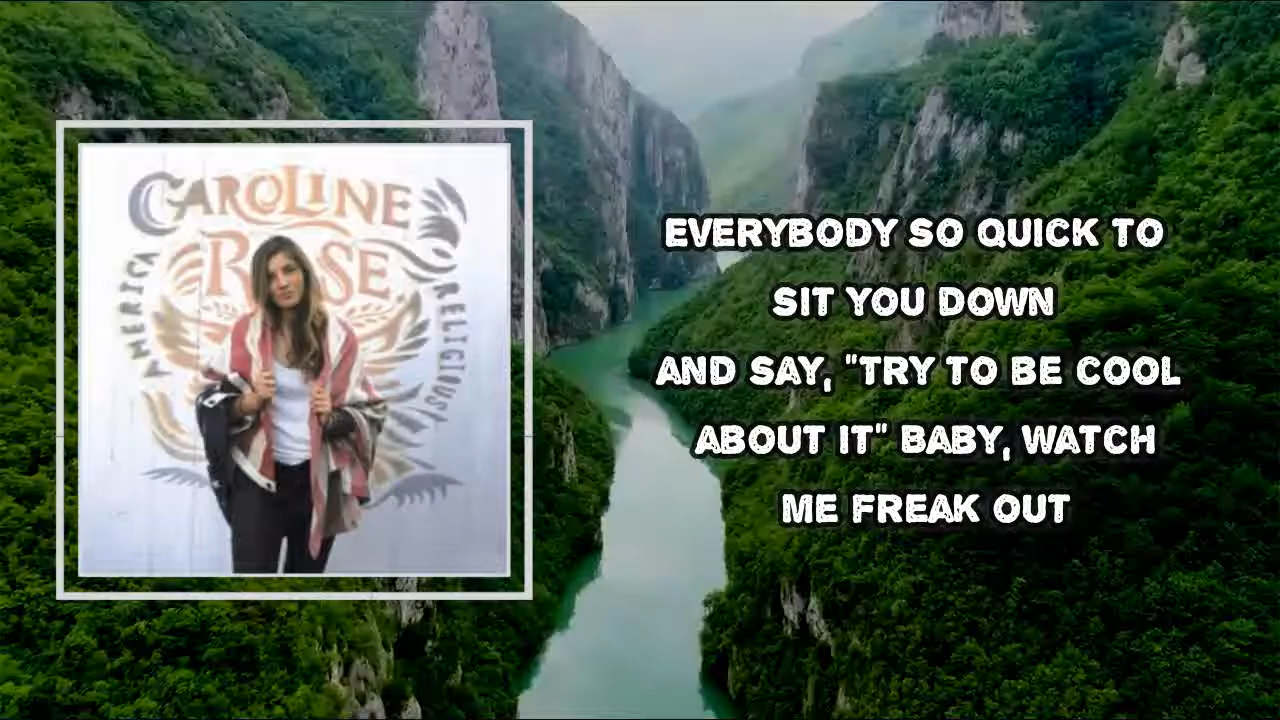 CAROLINE
ROSE
AMERICA
RELIGIOUS
EVERYBODY SO QUICK TO
SIT YOU DOWN
AND SAY, "TRY TO BE COOL
ABOUT IT" BABY, WATCH
ME FREAK OUT